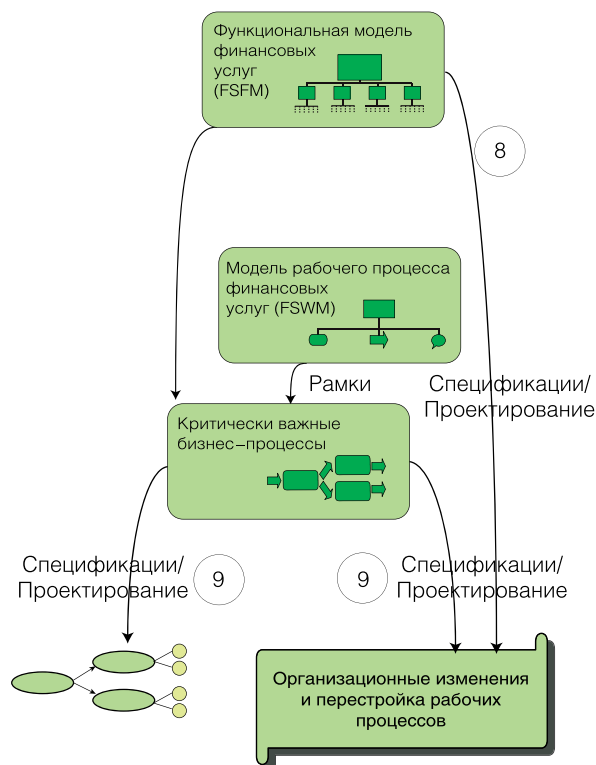 Функциональная модель
финансовых
услуг
(FSFM)
8
Модель рабочего процесса
финансовых
услуг (FSWM)
Рамки
Спецификации/
Проектирование
Критически важные
бизнес–процессы
Спецификации/
Проектирование
9
9
Спецификации/
Проектирование
Организационные изменения
и перестройка рабочих
процессов